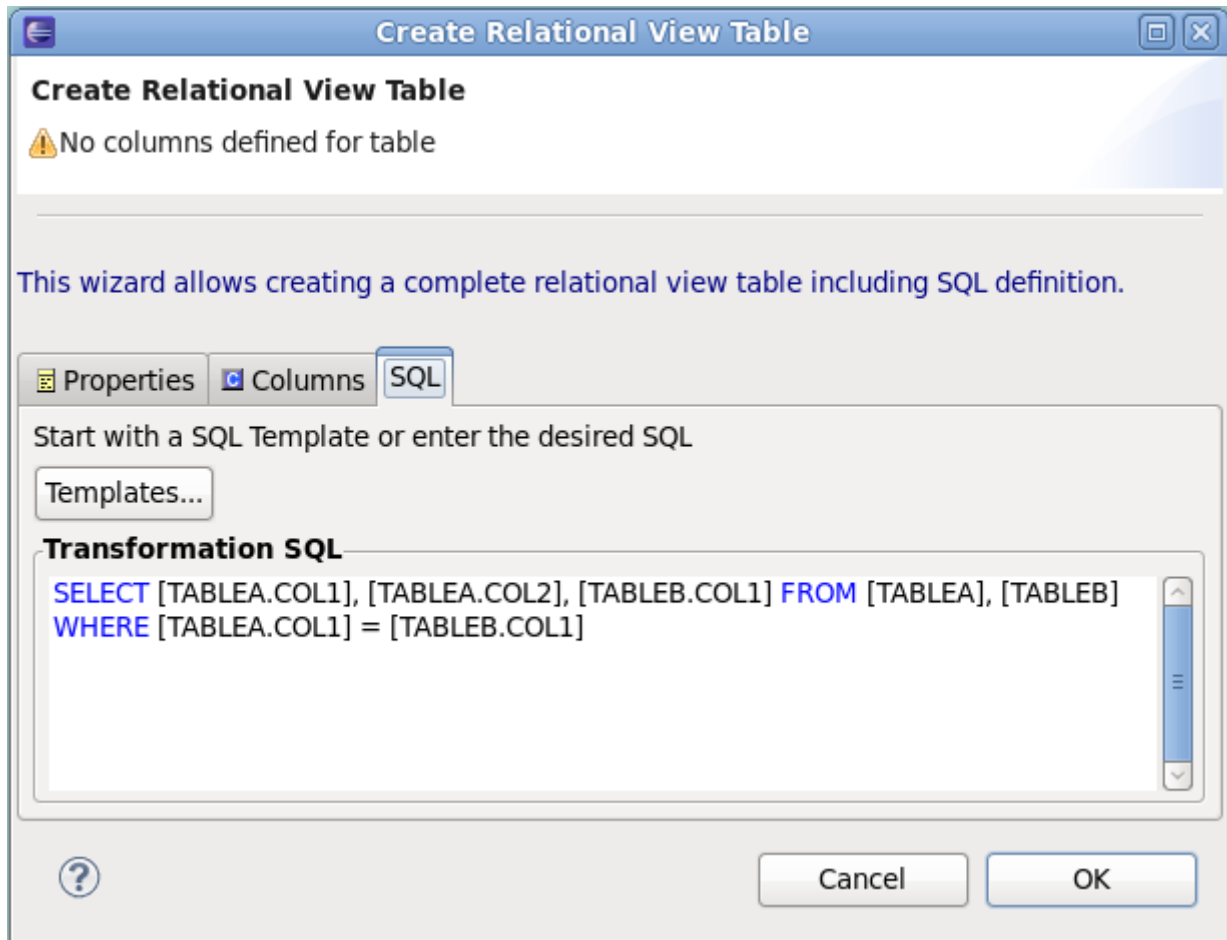 Create Relational View Table
Create Relational View Table
No columns defined for table
This wizard allows creating a complete relational view table including SQL definition.
Properties Columns SQL
Start with a SQL Template or enter the desired SQL
Templates...
Transformation SQL
SELECT [TABLEA.COL1], [TABLEA.COL2], [TABLEB.COL1] FROM [TABLEA], [TABLEB]
WHERE [TABLEA.COL1] = [TABLEB.COL1]
Cancel OK